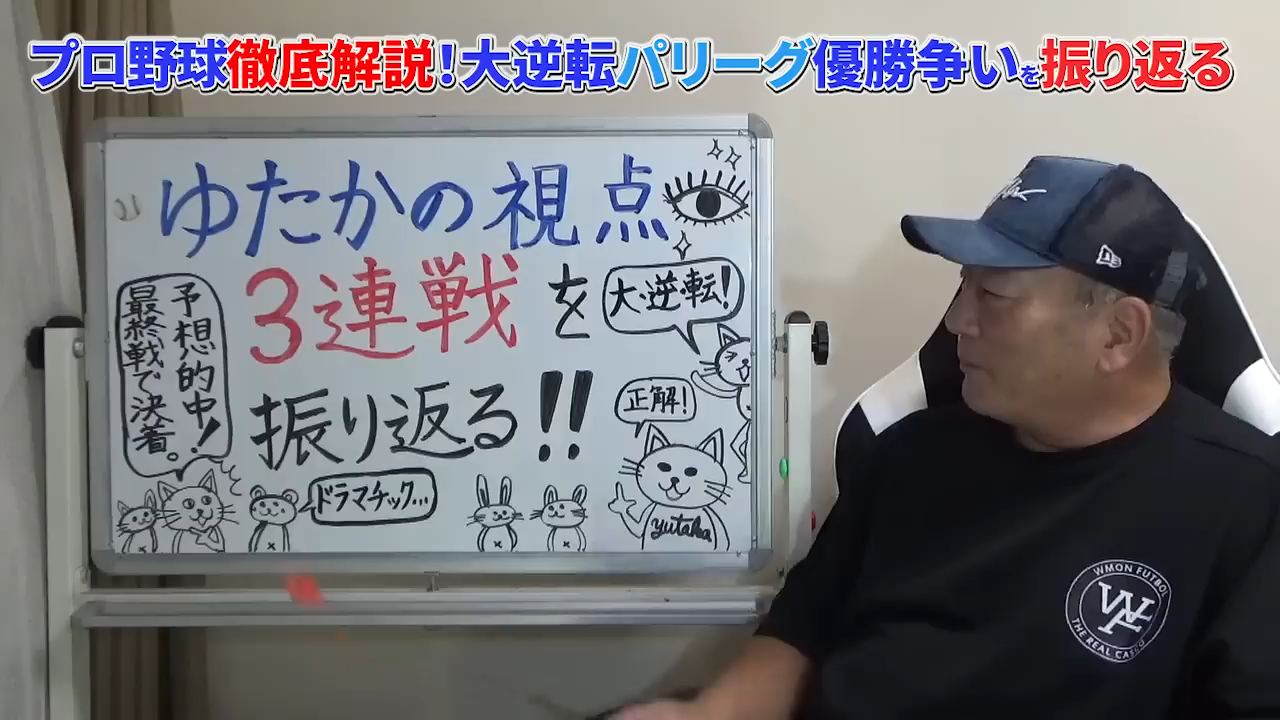 プロ野球徹底解説!大逆転パリーグ優勝争いを振り返る
ゆたかの視点
3連戦を
振り返る!!
大・逆・転!
予想的中!
最終戦で決着。
正解!
ドラマチック...
yutaka
WMON FUTBOL
WF
THE REAL CASUO